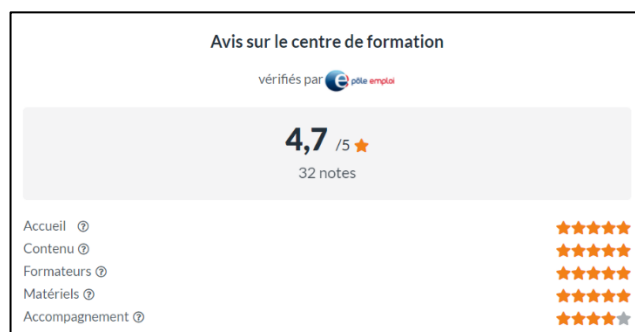 Avis sur le centre de formation
vérifiés par e pôle emploi
4,7 /5
32 notes
Accueil ?
Contenu ?
Formateurs ?
Matériels ?
Accompagnement ?